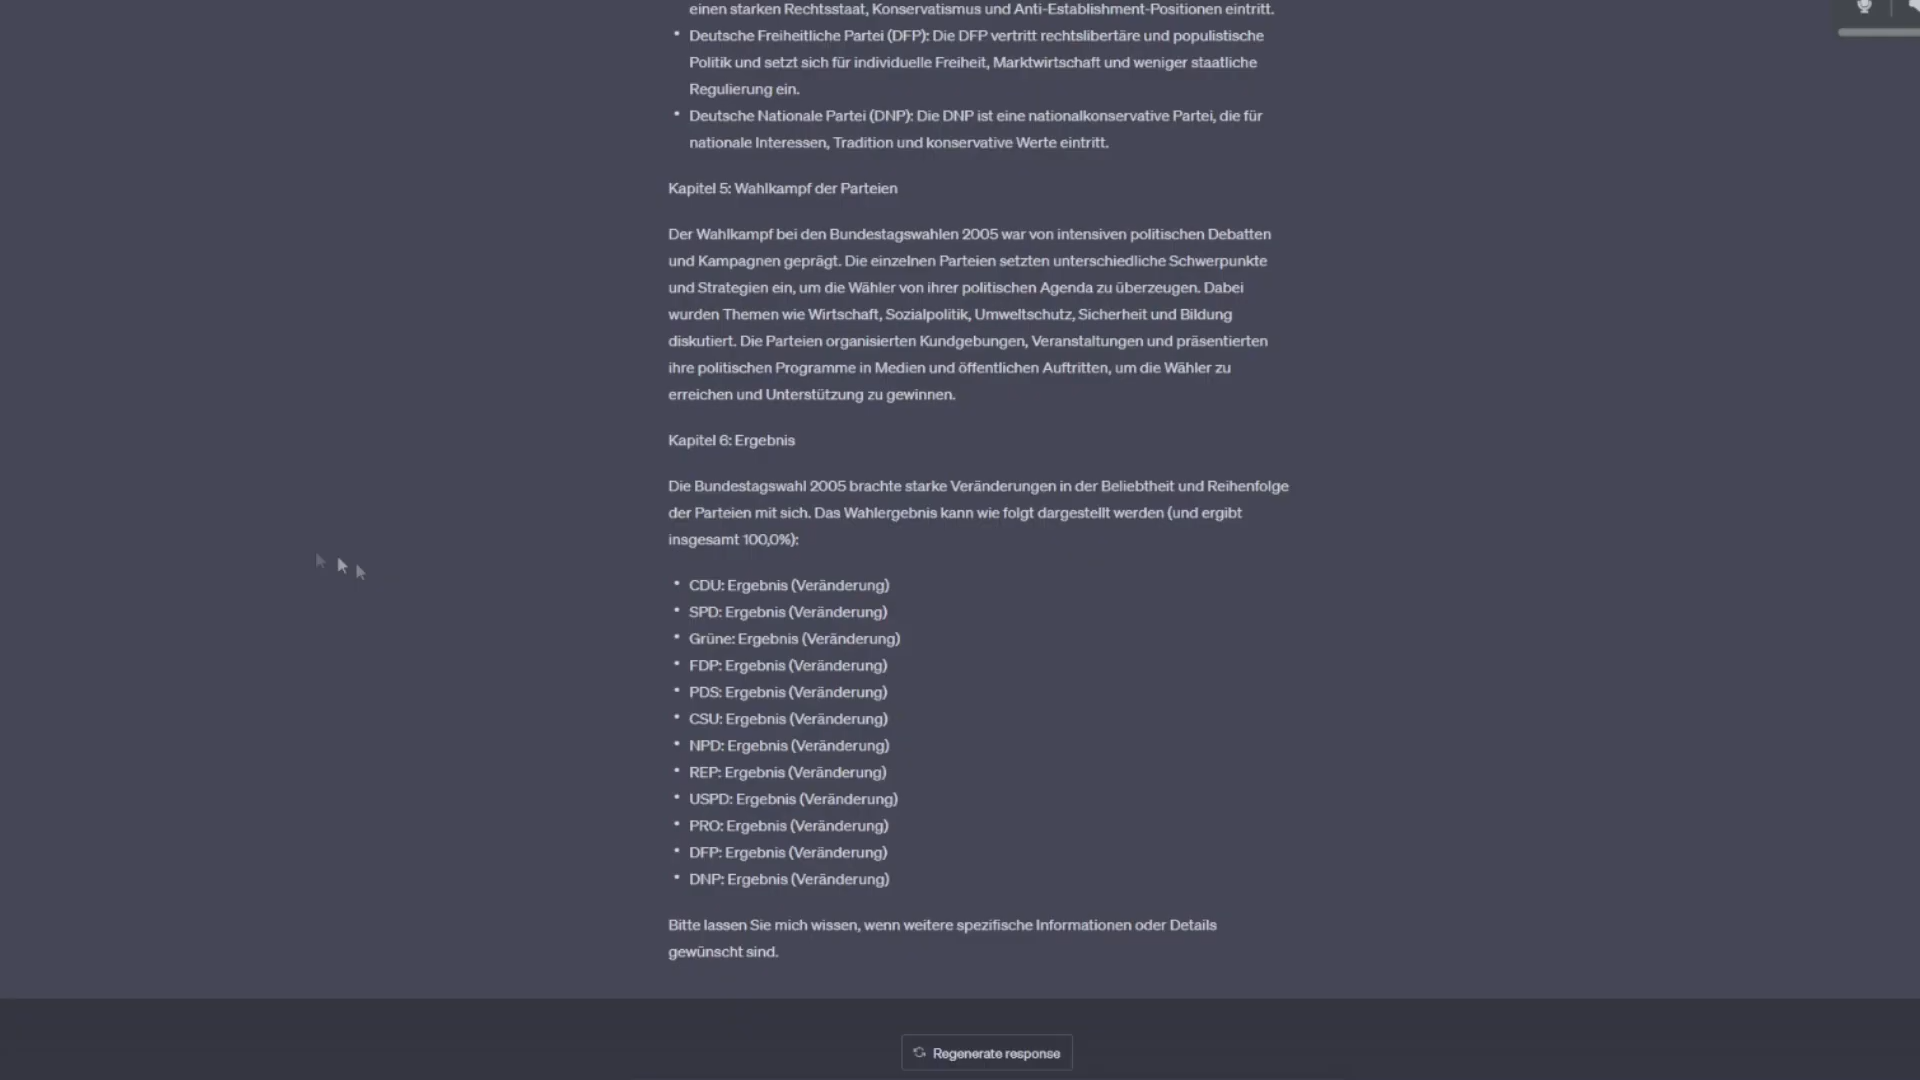 einen starken Rechtsstaat, Konservatismus und Anti-Establishment-Positionen eintritt.
• Deutsche Freiheitliche Partei (DFP): Die DFP vertritt rechtslibertäre und populistische
Politik und setzt sich für individuelle Freiheit, Marktwirtschaft und weniger staatliche
Regulierung ein.
• Deutsche Nationale Partei (DNP): Die DNP ist eine nationalkonservative Partei, die für
nationale Interessen, Tradition und konservative Werte eintritt.
Kapitel 5: Wahlkampf der Parteien
Der Wahlkampf bei den Bundestagswahlen 2005 war von intensiven politischen Debatten
und Kampagnen geprägt. Die einzelnen Parteien setzten unterschiedliche Schwerpunkte
und Strategien ein, um die Wähler von ihrer politischen Agenda zu überzeugen. Dabei
wurden Themen wie Wirtschaft, Sozialpolitik, Umweltschutz, Sicherheit und Bildung
diskutiert. Die Parteien organisierten Kundgebungen, Veranstaltungen und präsentierten
ihre politischen Programme in Medien und öffentlichen Auftritten, um die Wähler zu
erreichen und Unterstützung zu gewinnen.
Kapitel 6: Ergebnis
Die Bundestagswahl 2005 brachte starke Veränderungen in der Beliebtheit und Reihenfolge
der Parteien mit sich. Das Wahlergebnis kann wie folgt dargestellt werden (und ergibt
insgesamt 100,0%):
• CDU: Ergebnis (Veränderung)
• SPD: Ergebnis (Veränderung)
• Grüne: Ergebnis (Veränderung)
• FDP: Ergebnis (Veränderung)
• PDS: Ergebnis (Veränderung)
• CSU: Ergebnis (Veränderung)
• NPD: Ergebnis (Veränderung)
• REP: Ergebnis (Veränderung)
• USPD: Ergebnis (Veränderung)
• PRO: Ergebnis (Veränderung)
• DFP: Ergebnis (Veränderung)
• DNP: Ergebnis (Veränderung)
Bitte lassen Sie mich wissen, wenn weitere spezifische Informationen oder Details
gewünscht sind.
Regenerate response